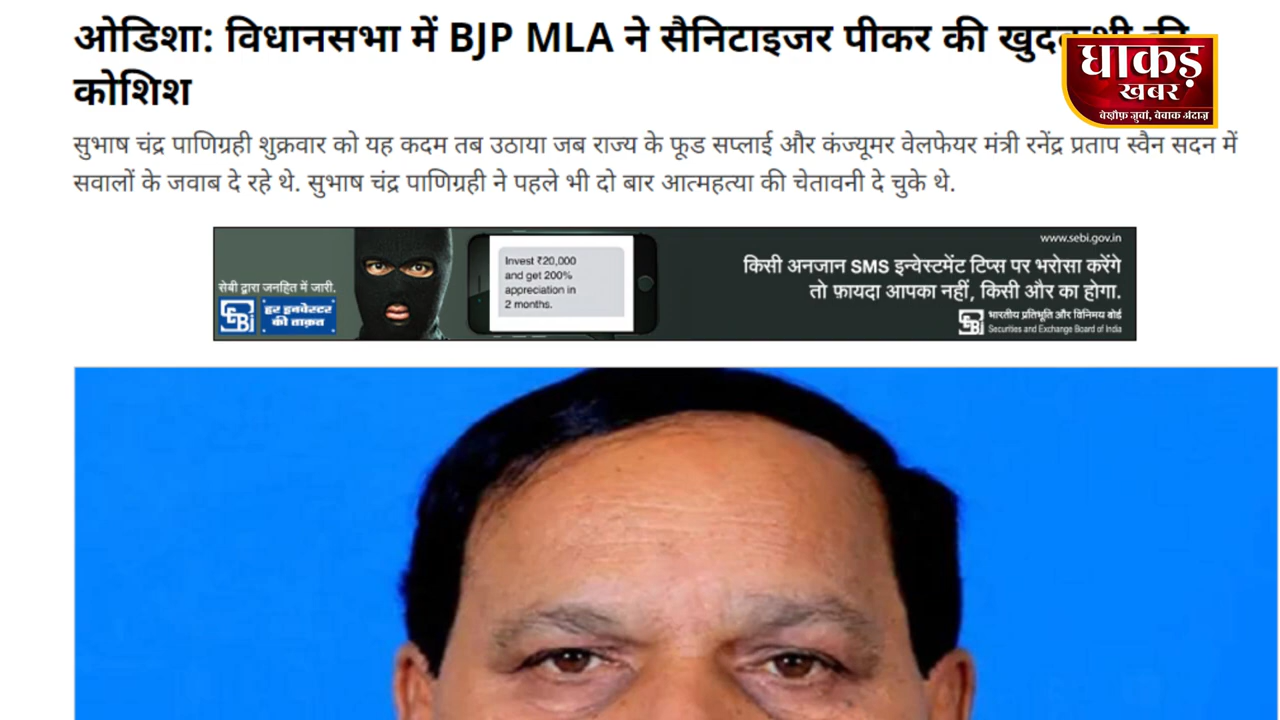 ओडिशा: विधानसभा में BJP MLA ने सैनिटाइजर पीकर की
कोशिश
धाकड़
खबर
बेख़ौफ़ जुबां, बेबाक अंदाज़
सुभाष चंद्र पाणिग्रही शुक्रवार को यह कदम तब उठाया जब राज्य के फूड सप्लाई और कंज्यूमर वेलफेयर मंत्री रनेंद्र प्रताप स्वैन सदन में
सवालों के जवाब दे रहे थे. सुभाष चंद्र पाणिग्रही ने पहले भी दो बार आत्महत्या की चेतावनी दे चुके थे.
सेबी द्वारा जनहित में जारी.
SEBI
हर इनवेस्टर
की ताक़त
Invest ₹20,000
and get 200%
appreciation in
2 months.
www.sebi.gov.in
किसी अनजान SMS इन्वेस्टमेंट टिप्स पर भरोसा करेंगे
तो फ़ायदा आपका नहीं, किसी और का होगा.
भारतीय प्रतिभूति और विनिमय बोर्ड
Securities and Exchange Board of India